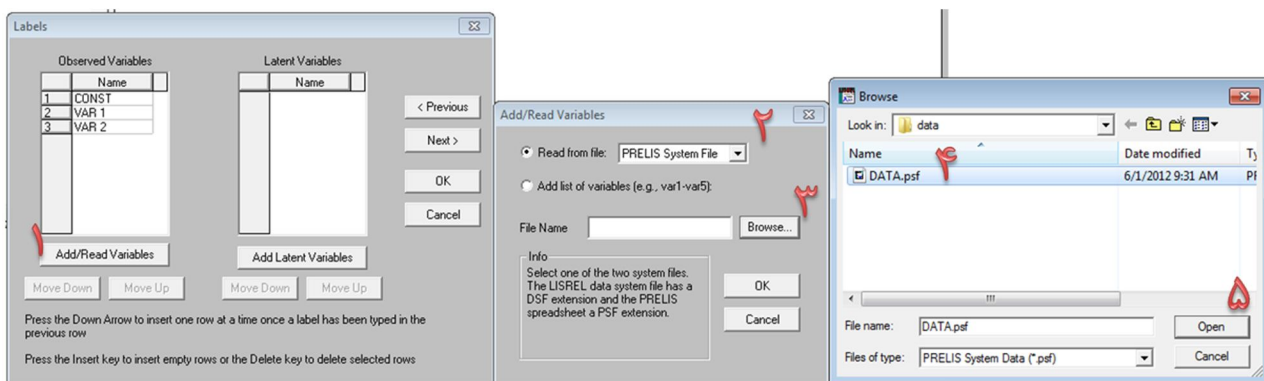 Labels
Observed Variables
Latent Variables
Name
Name
1 CONST
2 VAR 1
3 VAR 2
< Previous
Next >
OK
Cancel
۱
Add/Read Variables
Add Latent Variables
Move Down
Move Up
Move Down
Move Up
Press the Down Arrow to insert one row at a time once a label has been typed in the
previous row
Press the Insert key to insert empty rows or the Delete key to delete selected rows
Add/Read Variables
۲
Read from file: PRELIS System File
Add list of variables (e.g., var1-var5):
۳
File Name
Browse...
Info
Select one of the two system files.
The LISREL data system file has a
DSF extension and the PRELIS
spreadsheet a PSF extension.
OK
Cancel
Browse
Look in: data
Name
Date modified
۴
DATA.psf
6/1/2012 9:31 AM
۵
File name: DATA.psf
Open
Files of type: PRELIS System Data (*.psf)
Cancel